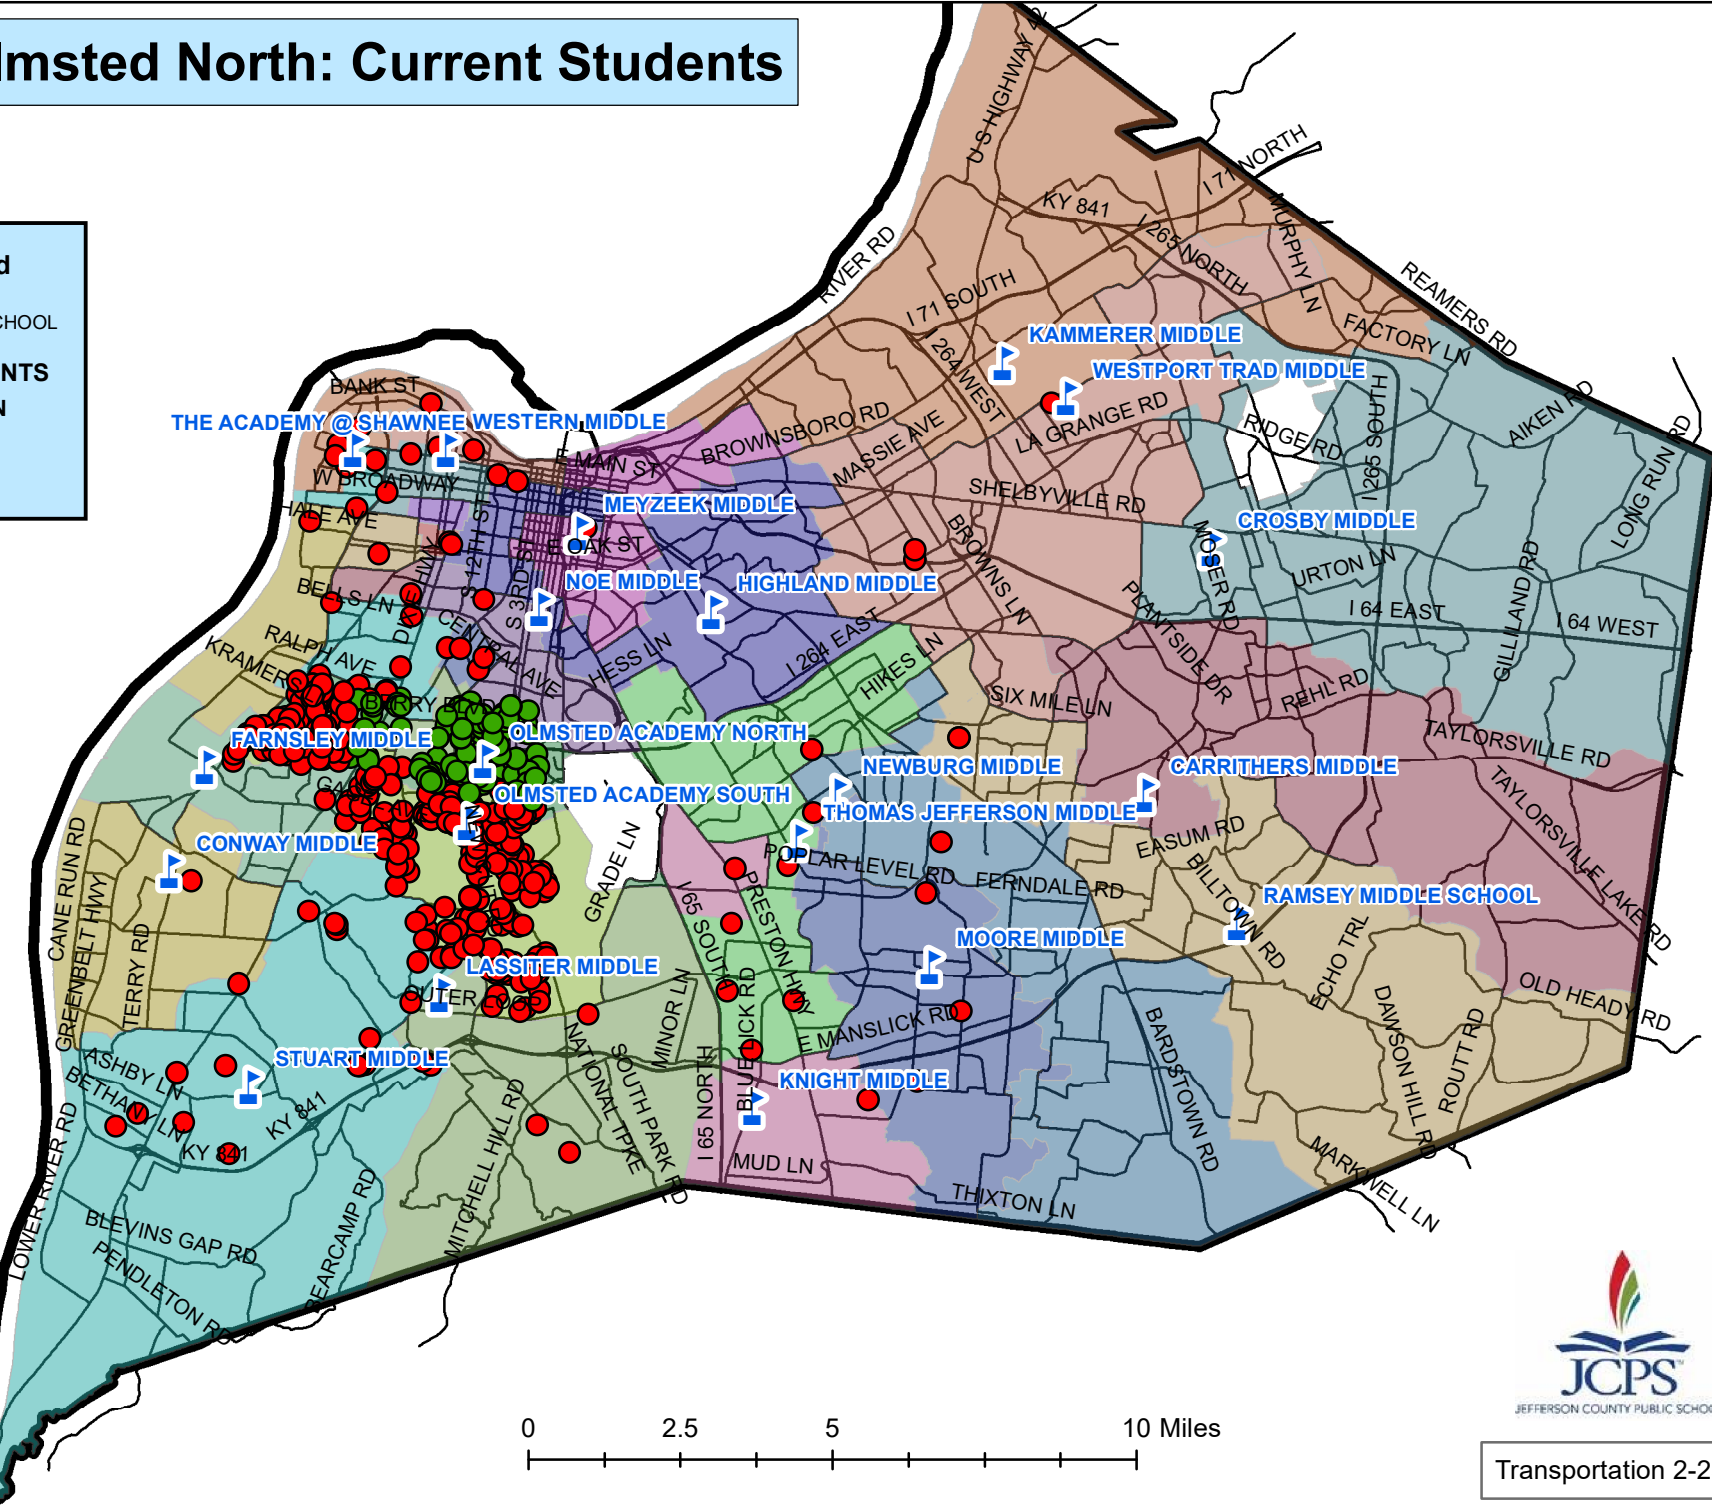 lmsted North: Current Students
d
CHOOL
NTS
N
U S HIGHWAY
I 71 NORTH
KY 841
I 265 NORTH
MURPHY LN
RIVER RD
I 71 SOUTH
REAMERS RD
FACTORY LN
KAMMERER MIDDLE
I 264 WEST
WESTPORT TRAD MIDDLE
BANK ST
THE ACADEMY @ SHAWNEE
WESTERN MIDDLE
BROWNSBORO RD
LA GRANGE RD
I 265 SOUTH
AIKEN RD
MASSIE AVE
RIDGE RD
LONG RUN RD
E MAIN ST
W BROADWAY
SHELBYVILLE RD
MEYZEEK MIDDLE
HALE AVE
CROSBY MIDDLE
S 12TH ST
E OAK ST
MOSER RD
BROWNS LN
URTON LN
S 3RD ST
NOE MIDDLE
HIGHLAND MIDDLE
BELLS LN
PLANTSIDE DR
I 64 EAST
I 64 WEST
GILLILAND RD
CENTRAL AVE
RALPH AVE
KRAMERS
HESS LN
I 264 EAST
HIKES LN
SIX MILE LN
REHL RD
BERRY BLVD
FARNSLEY MIDDLE
OLMSTED ACADEMY NORTH
TAYLORSVILLE RD
NEWBURG MIDDLE
CARRITHERS MIDDLE
OLMSTED ACADEMY SOUTH
THOMAS JEFFERSON MIDDLE
CONWAY MIDDLE
EASUM RD
TAYLORSVILLE LAKE RD
CANE RUN RD
GRADE LN
POPLAR LEVEL RD
FERNDALE RD
BILLTOWN RD
GREENBELT HWY
I 65 SOUTH
PRESTON HWY
RAMSEY MIDDLE SCHOOL
TERRY RD
MOORE MIDDLE
ECHO TRL
LASSITER MIDDLE
OUTER LOOP
OLD HEADY RD
MINOR LN
BLUE LICK RD
E MANSLICK RD
BARDSTOWN RD
DAWSON HILL RD
ROUTT RD
NATIONAL TPKE
SOUTH PARK RD
STUART MIDDLE
ASHBY LN
BETHANY LN
KNIGHT MIDDLE
I 65 NORTH
MITCHELL HILL RD
KY 841
KY 841
LOWER RIVER RD
MUD LN
MARKWELL LN
THIXTON LN
BEARCAMP RD
BLEVINS GAP RD
PENDLETON RD
0 2.5 5 10 Miles
JCPS
JEFFERSON COUNTY PUBLIC SCHOO
Transportation 2-2